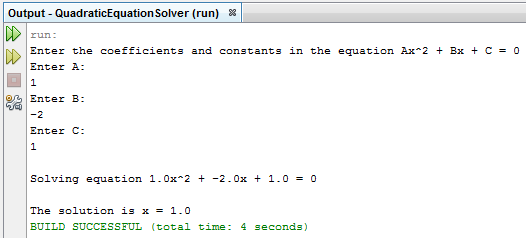 Output - QuadraticEquationSolver (run)
run:
Enter the coefficients and constants in the equation Ax^2 + Bx + C = 0
Enter A:
1
Enter B:
-2
Enter C:
1
Solving equation 1.0x^2 + -2.0x + 1.0 = 0
The solution is x = 1.0
BUILD SUCCESSFUL (total time: 4 seconds)